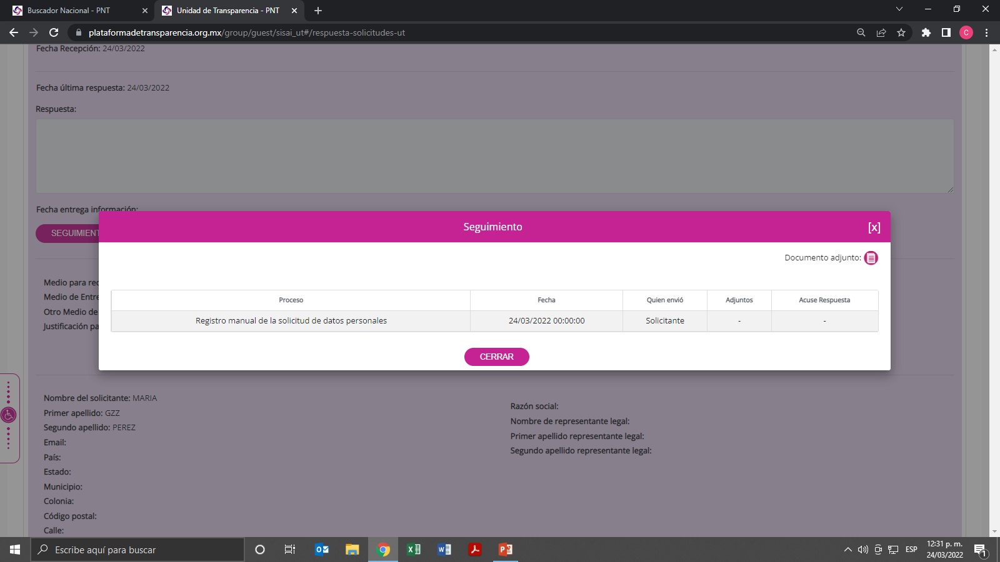 Buscador Nacional - PNT
Unidad de Transparencia - PNT
plataformadetransparencia.org.mx/group/guest/sisai_ut#/respuesta-solicitudes-ut
C
Fecha Recepción: 24/03/2022
Fecha última respuesta: 24/03/2022
Respuesta:
Fecha entrega información:
SEGUIMIENT
Seguimiento
[x]
Documento adjunto:
Proceso Fecha Quien envió Adjuntos Acuse Respuesta
Registro manual de la solicitud de datos personales 24/03/2022 00:00:00 Solicitante - -
CERRAR
Medio para rec
Medio de Entre
Otro Medio de
Justificación pa
Nombre del solicitante: MARIA
Primer apellido: GZZ
Segundo apellido: PEREZ
Email:
País:
Estado:
Municipio:
Colonia:
Código postal:
Calle:
Razón social:
Nombre de representante legal:
Primer apellido representante legal:
Segundo apellido representante legal:
Escribe aquí para buscar
ESP
12:31 p. m.
24/03/2022
1